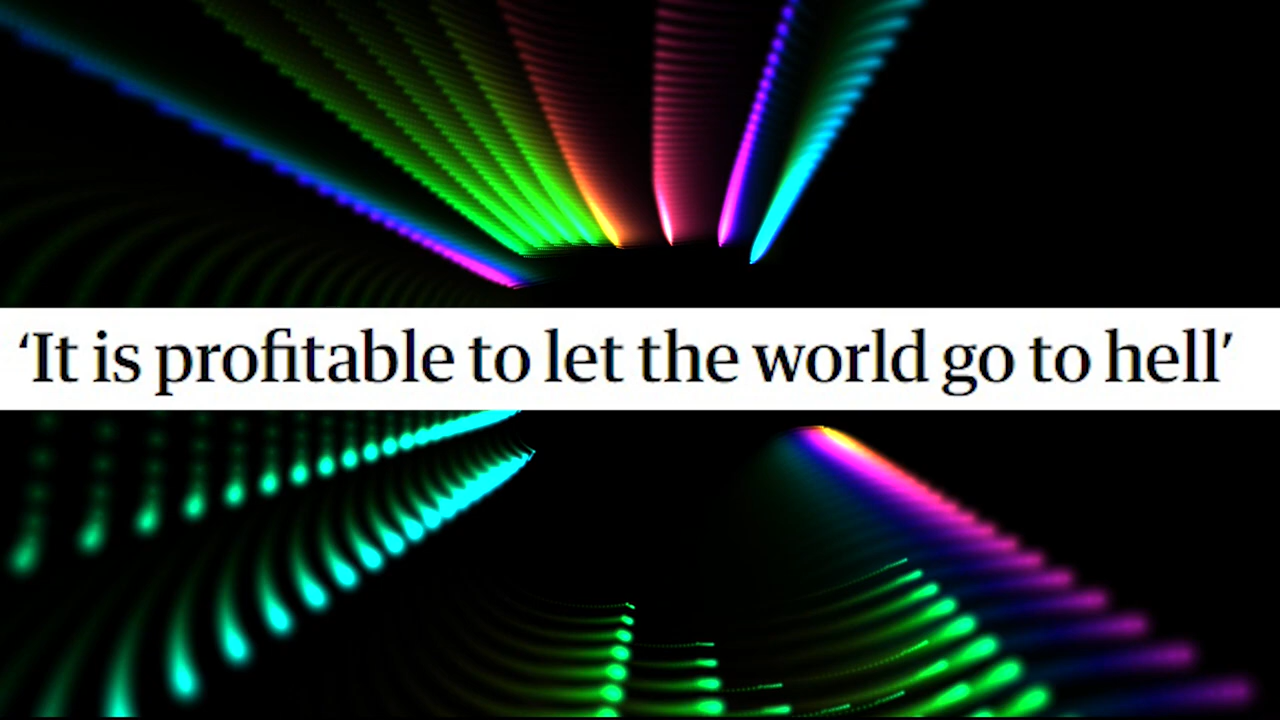 ‘It is profitable to let the world go to hell’